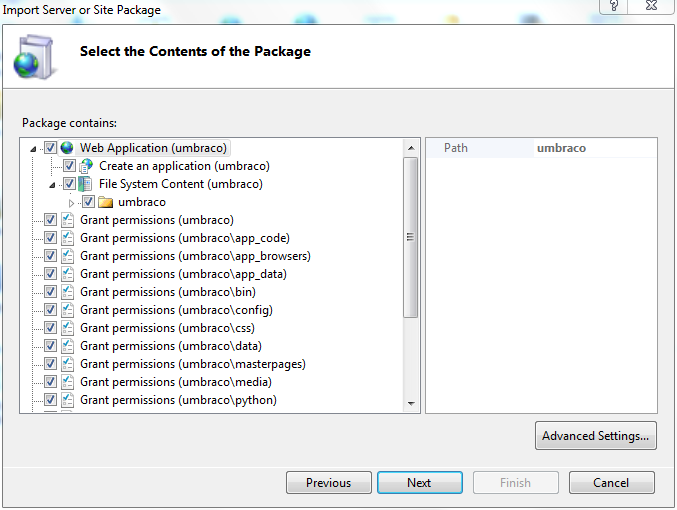 Import Server or Site Package
?
Select the Contents of the Package
Package contains:
Web Application (umbraco)
Create an application (umbraco)
File System Content (umbraco)
umbraco
Grant permissions (umbraco)
Grant permissions (umbraco\app_code)
Grant permissions (umbraco\app_browsers)
Grant permissions (umbraco\app_data)
Grant permissions (umbraco\bin)
Grant permissions (umbraco\config)
Grant permissions (umbraco\css)
Grant permissions (umbraco\data)
Grant permissions (umbraco\masterpages)
Grant permissions (umbraco\media)
Grant permissions (umbraco\python)
Path umbraco
Advanced Settings...
Previous Next Finish Cancel